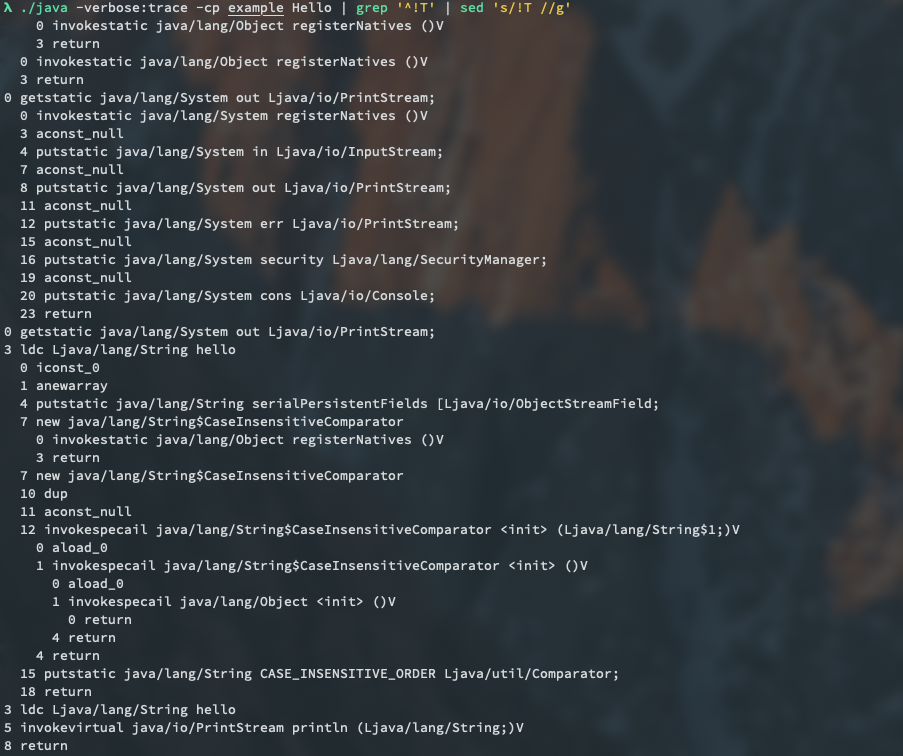 λ ./java -verbose:trace -cp example Hello | grep '^!T' | sed 's/!T //g'
    0 invokestatic java/lang/Object registerNatives ()V
    3 return
  0 invokestatic java/lang/Object registerNatives ()V
  3 return
0 getstatic java/lang/System out Ljava/io/PrintStream;
  0 invokestatic java/lang/System registerNatives ()V
  3 aconst_null
  4 putstatic java/lang/System in Ljava/io/InputStream;
  7 aconst_null
  8 putstatic java/lang/System out Ljava/io/PrintStream;
  11 aconst_null
  12 putstatic java/lang/System err Ljava/io/PrintStream;
  15 aconst_null
  16 putstatic java/lang/System security Ljava/lang/SecurityManager;
  19 aconst_null
  20 putstatic java/lang/System cons Ljava/io/Console;
  23 return
0 getstatic java/lang/System out Ljava/io/PrintStream;
3 ldc Ljava/lang/String hello
  0 iconst_0
  1 anewarray
  4 putstatic java/lang/String serialPersistentFields [Ljava/io/ObjectStreamField;
  7 new java/lang/String$CaseInsensitiveComparator
    0 invokestatic java/lang/Object registerNatives ()V
    3 return
  7 new java/lang/String$CaseInsensitiveComparator
  10 dup
  11 aconst_null
  12 invokespecail java/lang/String$CaseInsensitiveComparator <init> (Ljava/lang/String$1;)V
    0 aload_0
    1 invokespecail java/lang/String$CaseInsensitiveComparator <init> ()V
      0 aload_0
      1 invokespecail java/lang/Object <init> ()V
        0 return
      4 return
    4 return
  15 putstatic java/lang/String CASE_INSENSITIVE_ORDER Ljava/util/Comparator;
  18 return
3 ldc Ljava/lang/String hello
5 invokevirtual java/io/PrintStream println (Ljava/lang/String;)V
8 return